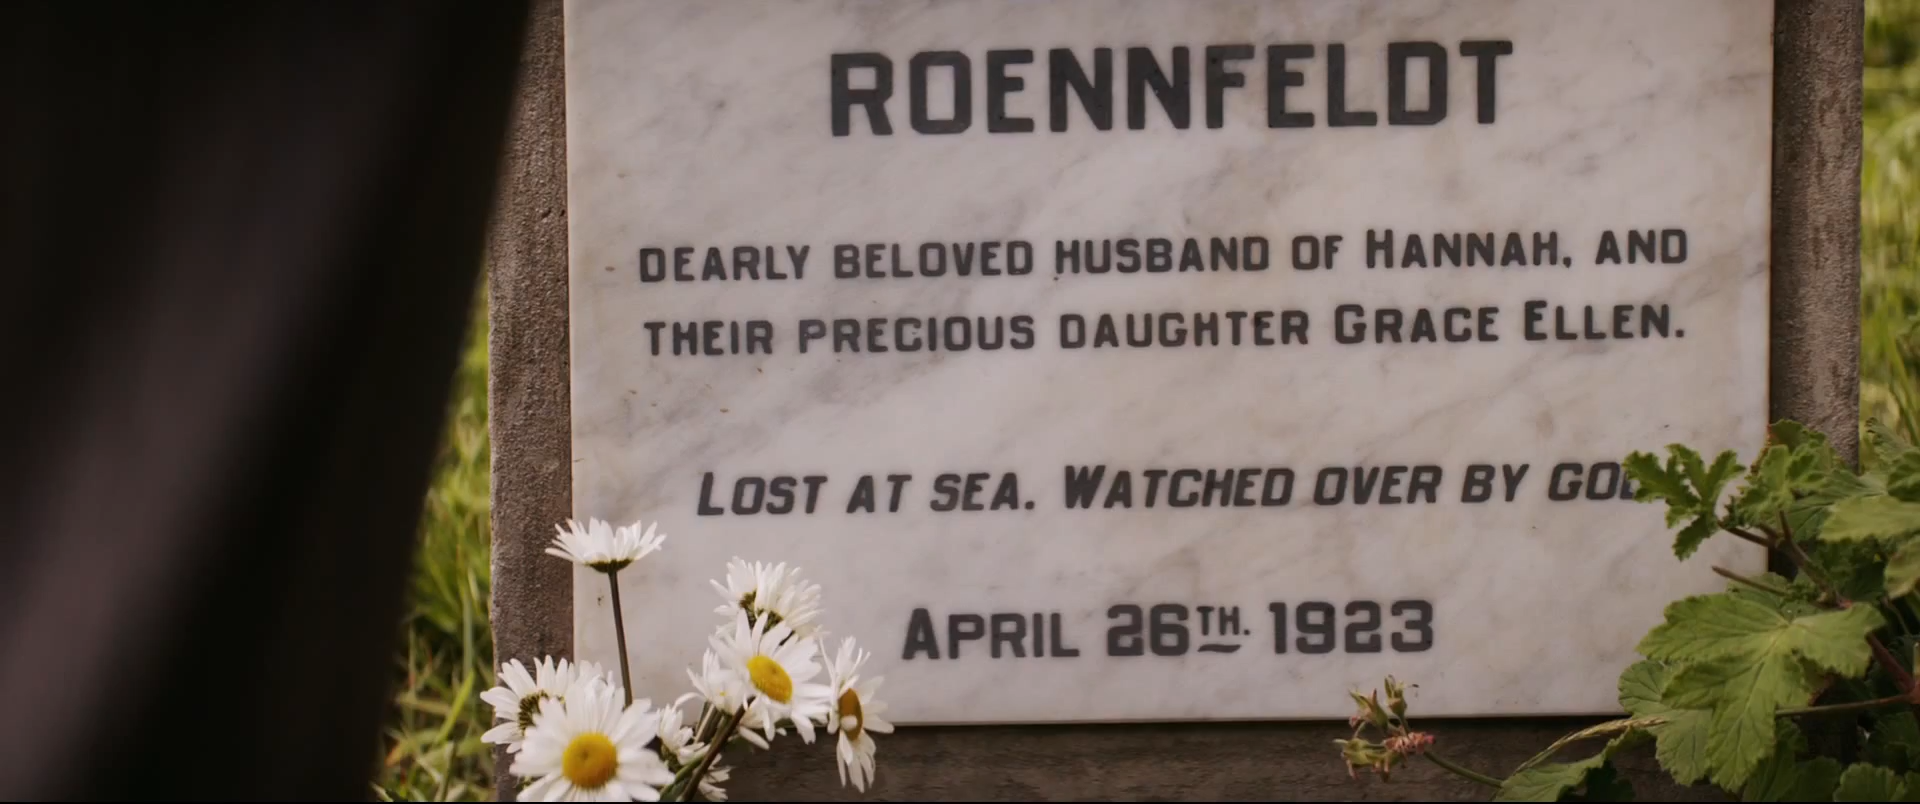 ROENNFELDT
DEARLY BELOVED HUSBAND OF HANNAH, AND
THEIR PRECIOUS DAUGHTER GRACE ELLEN.
LOST AT SEA. WATCHED OVER BY GOD
APRIL 26TH. 1923